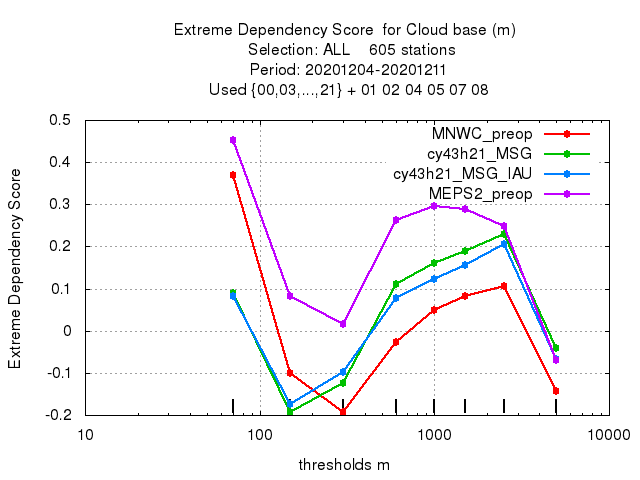 Extreme Dependency Score  for Cloud base (m)
Selection: ALL    605 stations
Period: 20201204-20201211
Used {00,03,...,21} + 01 02 04 05 07 08
Extreme Dependency Score
0.5
0.4
0.3
0.2
0.1
0
-0.1
-0.2
MNWC_preop
cy43h21_MSG
cy43h21_MSG_IAU
MEPS2_preop
10
100
1000
10000
thresholds m